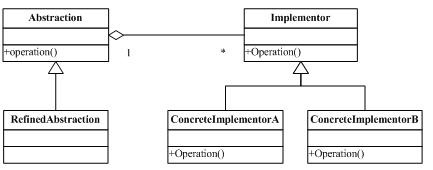 Abstraction
Implementor
+operation()
+Operation()
1
*
RefinedAbstraction
ConcreteImplementorA
ConcreteImplementorB
+Operation()
+Operation()